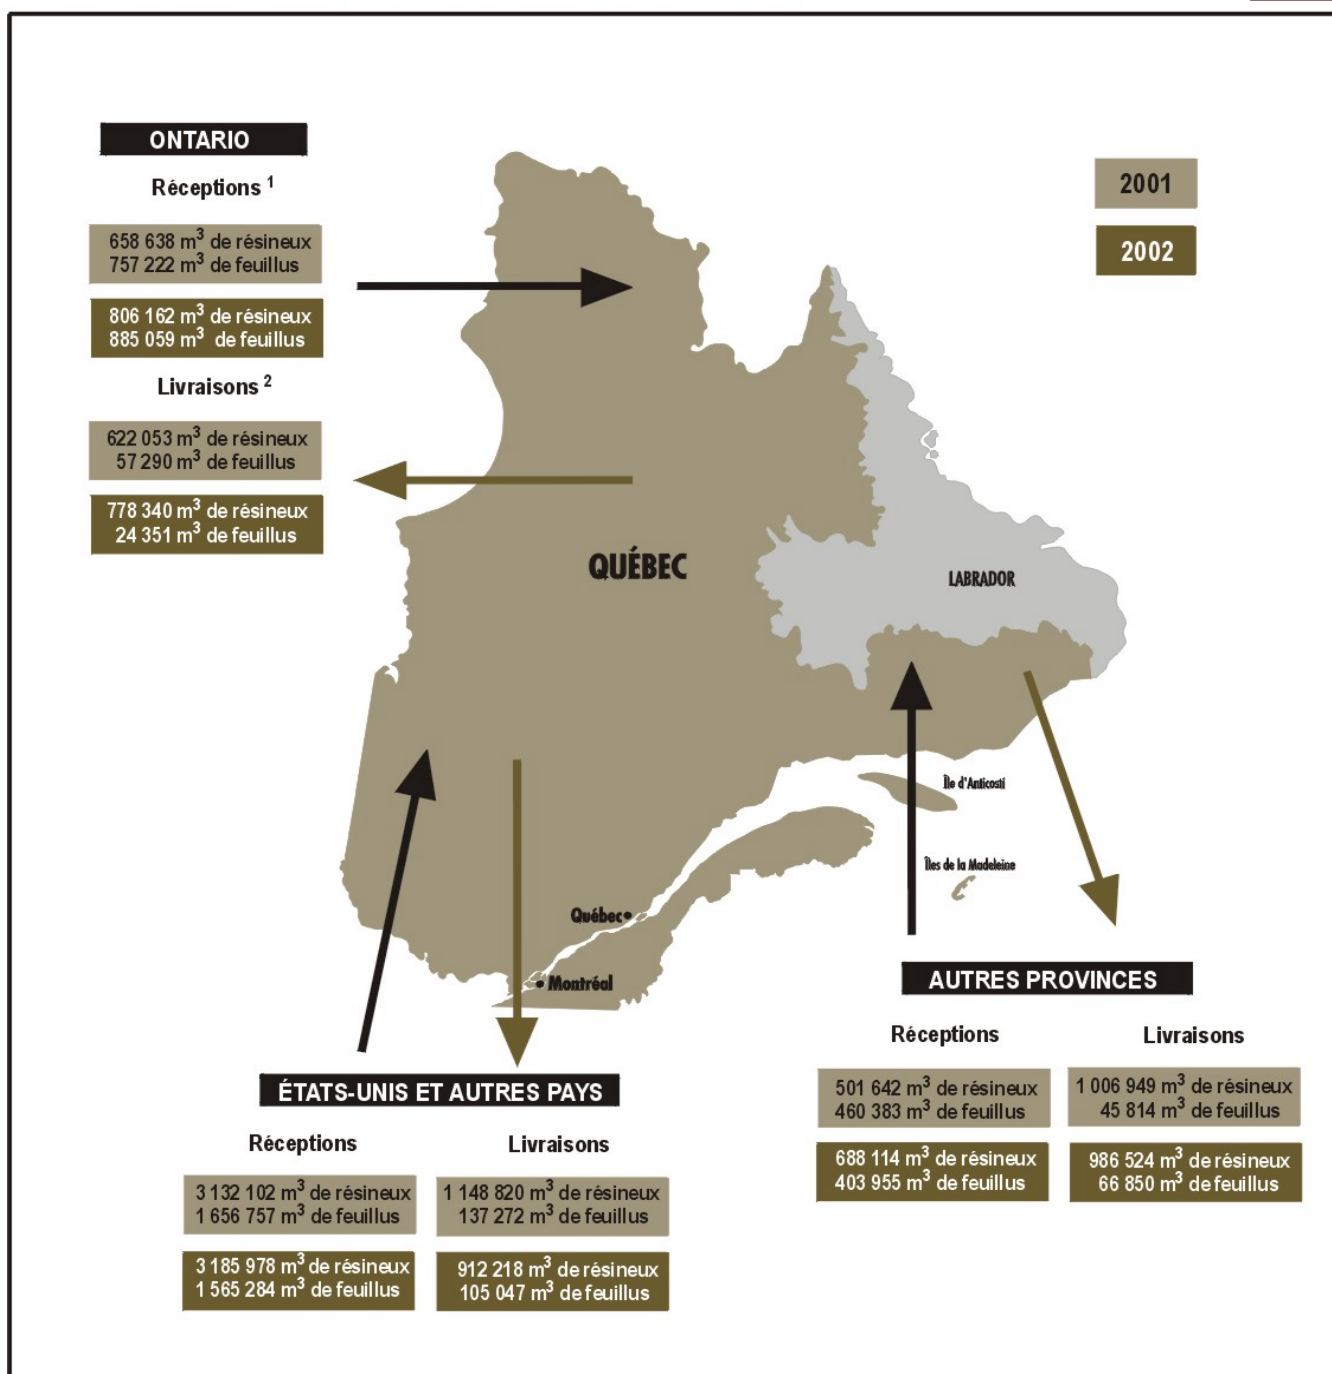 ONTARIO
Réceptions 1
658 638 m3 de résineux
757 222 m3 de feuillus
806 162 m3 de résineux
885 059 m3 de feuillus
Livraisons 2
622 053 m3 de résineux
57 290 m3 de feuillus
778 340 m3 de résineux
24 351 m3 de feuillus
2001
2002
QUÉBEC
LABRADOR
Île d'Anticosti
Îles de la Madeleine
Québec
Montréal
ÉTATS-UNIS ET AUTRES PAYS
Réceptions
3 132 102 m3 de résineux
1 656 757 m3 de feuillus
3 185 978 m3 de résineux
1 565 284 m3 de feuillus
Livraisons
1 148 820 m3 de résineux
137 272 m3 de feuillus
912 218 m3 de résineux
105 047 m3 de feuillus
AUTRES PROVINCES
Réceptions
501 642 m3 de résineux
460 383 m3 de feuillus
688 114 m3 de résineux
403 955 m3 de feuillus
Livraisons
1 006 949 m3 de résineux
45 814 m3 de feuillus
986 524 m3 de résineux
66 850 m3 de feuillus